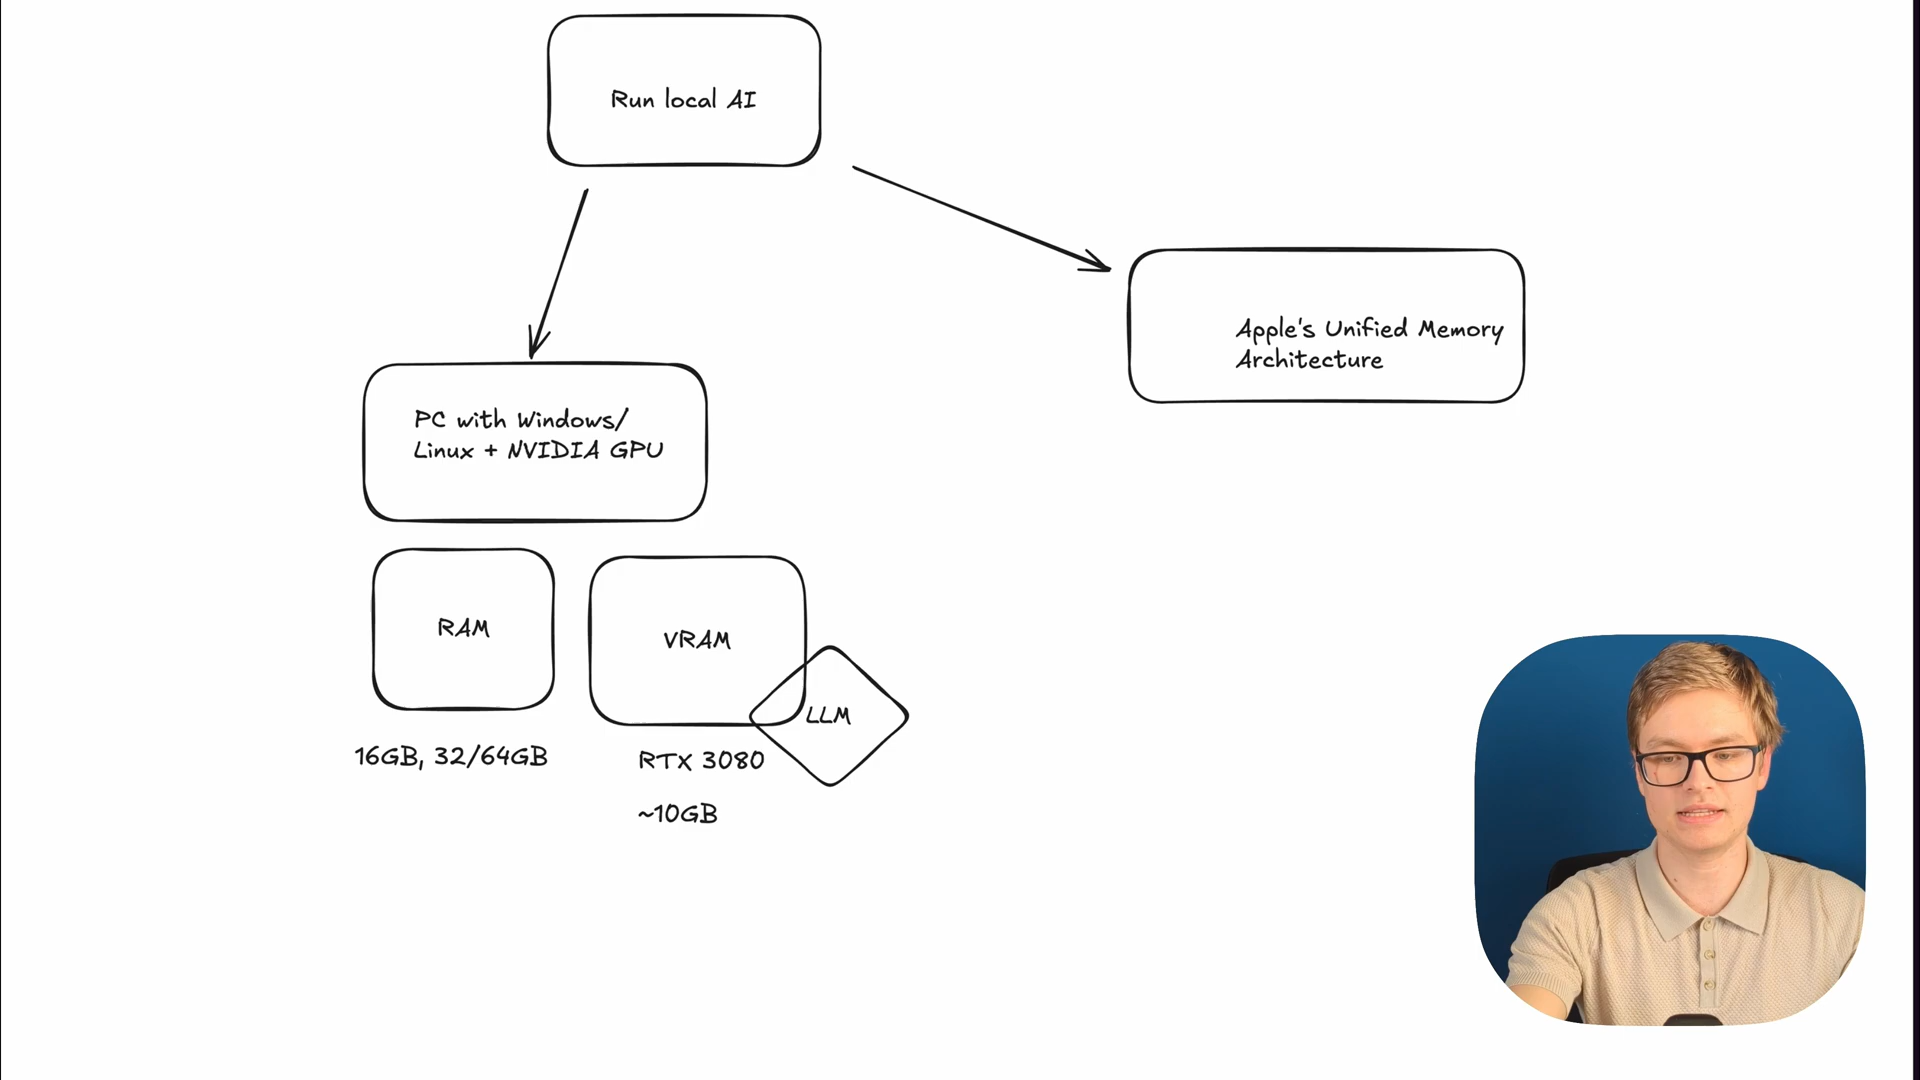 Run local AI
Apple's Unified Memory
Architecture
PC with Windows/
Linux + NVIDIA GPU
RAM
VRAM
LLM
16GB, 32/64GB
RTX 3080
~10GB